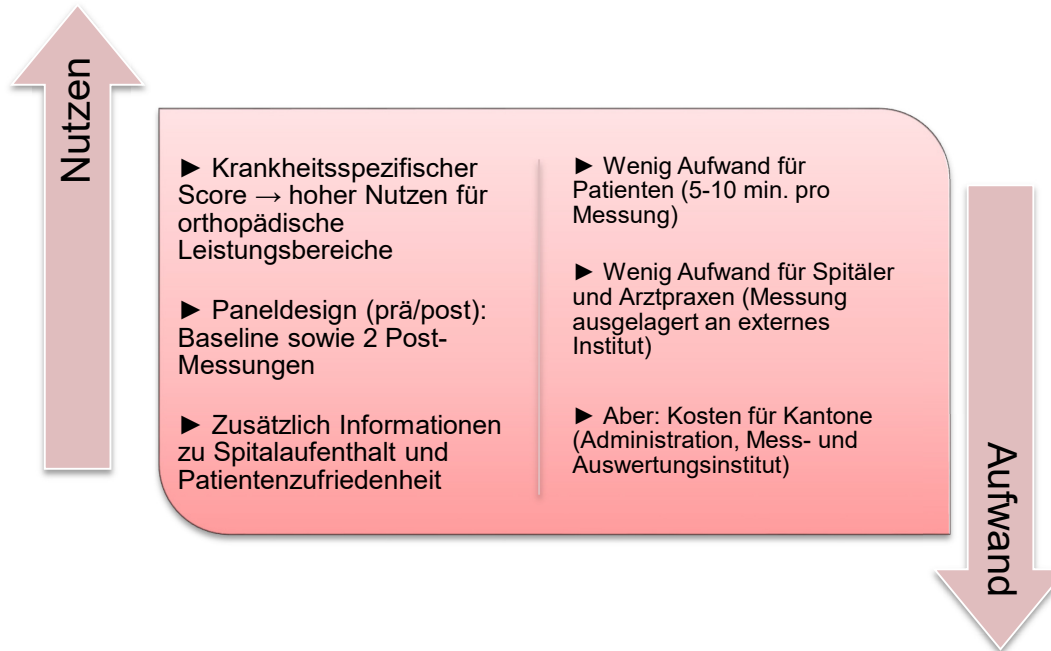 Nutzen
► Krankheitsspezifischer
Score → hoher Nutzen für
orthopädische
Leistungsbereiche
► Paneldesign (prä/post):
Baseline sowie 2 Post-
Messungen
► Zusätzlich Informationen
zu Spitalaufenthalt und
Patientenzufriedenheit
► Wenig Aufwand für
Patienten (5-10 min. pro
Messung)
► Wenig Aufwand für Spitäler
und Arztpraxen (Messung
ausgelagert an externes
Institut)
► Aber: Kosten für Kantone
(Administration, Mess- und
Auswertungsinstitut)
Aufwand